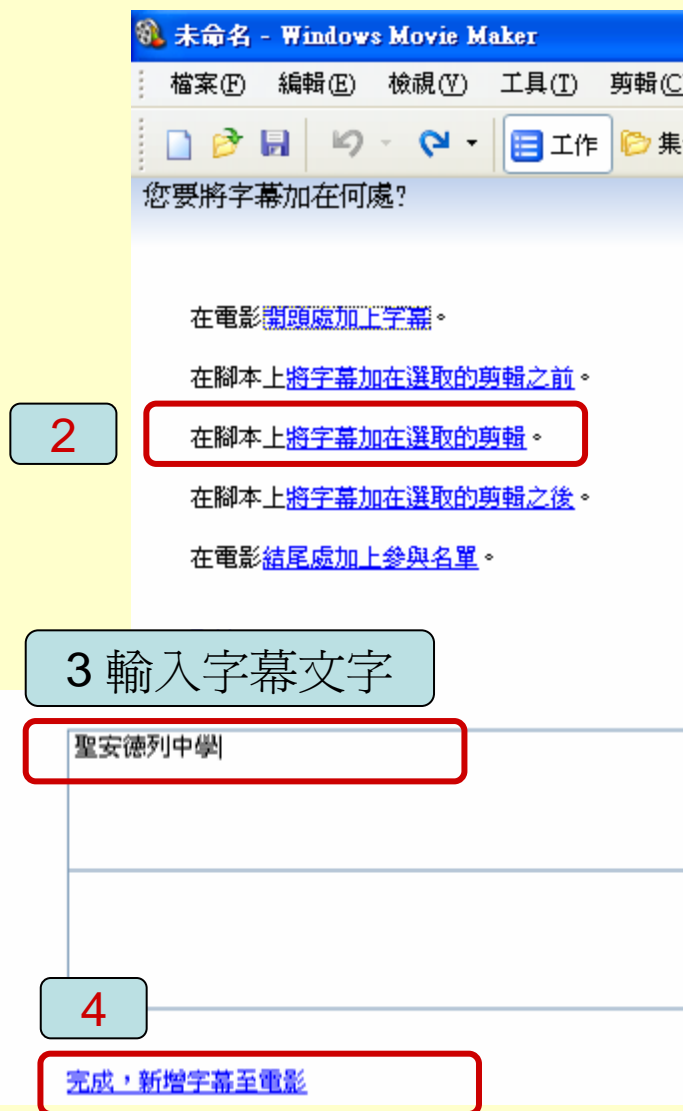 未命名 - Windows Movie Maker
檔案(F) 編輯(E) 檢視(V) 工具(T) 剪輯(C)
工作 集
您要將字幕加在何處?
在電影開頭處加上字幕。
在腳本上將字幕加在選取的剪輯之前。
2
在腳本上將字幕加在選取的剪輯。
在腳本上將字幕加在選取的剪輯之後。
在電影結尾處加上參與名單。
3 輸入字幕文字
聖安德列中學
4
完成，新增字幕至電影